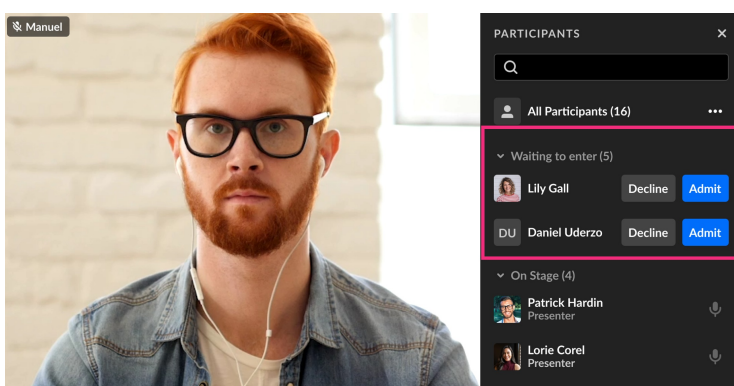 Manuel
PARTICIPANTS
All Participants (16)
Waiting to enter (5)
Lily Gall Decline Admit
DU Daniel Uderzo Decline Admit
On Stage (4)
Patrick Hardin
Presenter
Lorie Corel
Presenter